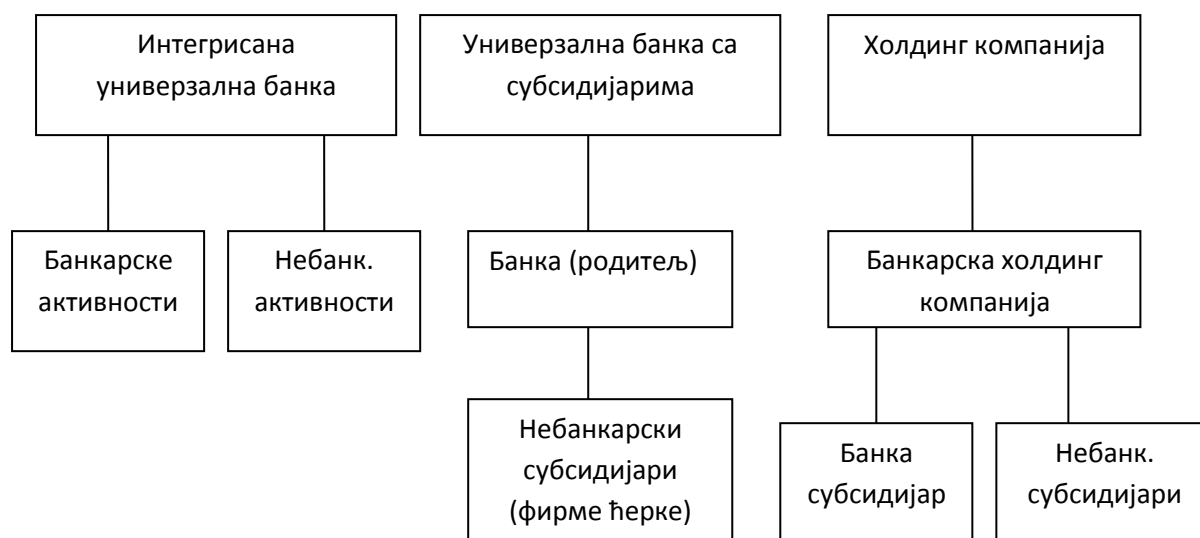 Интегрисана
универзална банка
Универзална банка са
субсидијарима
Холдинг компанија
Банкарске
активности
Небанк.
активности
Банка (родитељ)
Банкарска холдинг
компанија
Небанкарски
субсидијари
(фирме ћерке)
Банка
субсидијар
Небанк.
субсидијари